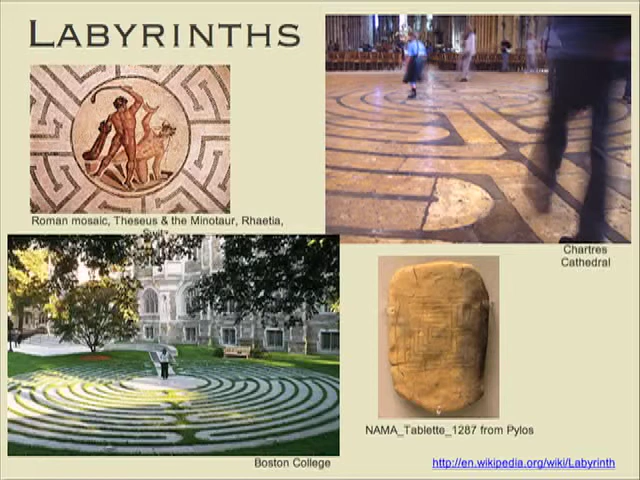 LABYRINTHS
Roman mosaic, Theseus & the Minotaur, Rhaetia,
Chartres
Cathedral
NAMA_Tablette_1287 from Pylos
Boston College
http://en.wikipedia.org/wiki/Labyrinth